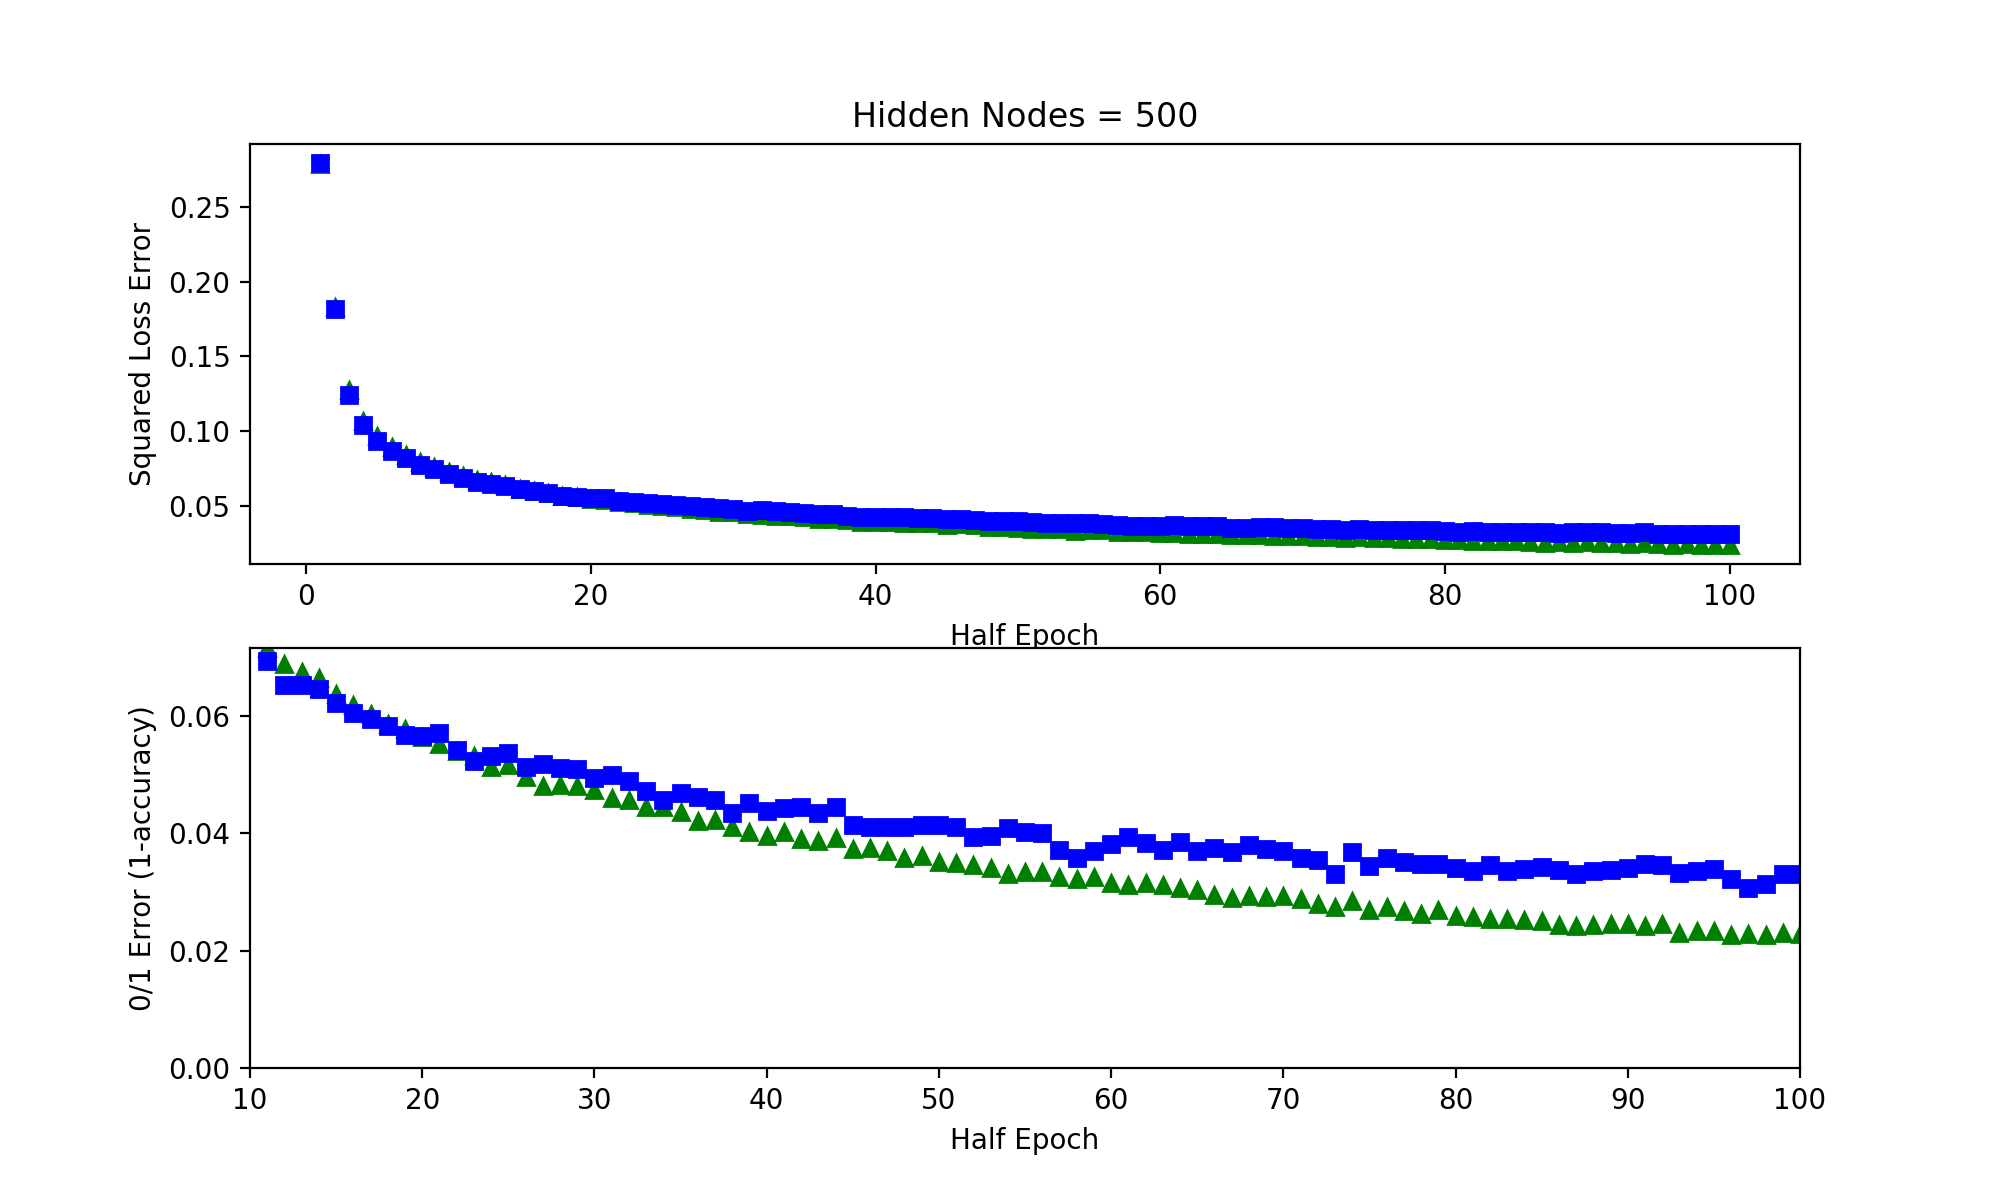 Hidden Nodes = 500
Squared Loss Error
0.25
0.20
0.15
0.10
0.05
0 20 40 60 80 100
Half Epoch
0/1 Error (1-accuracy)
0.06
0.04
0.02
0.00
10 20 30 40 50 60 70 80 90 100
Half Epoch